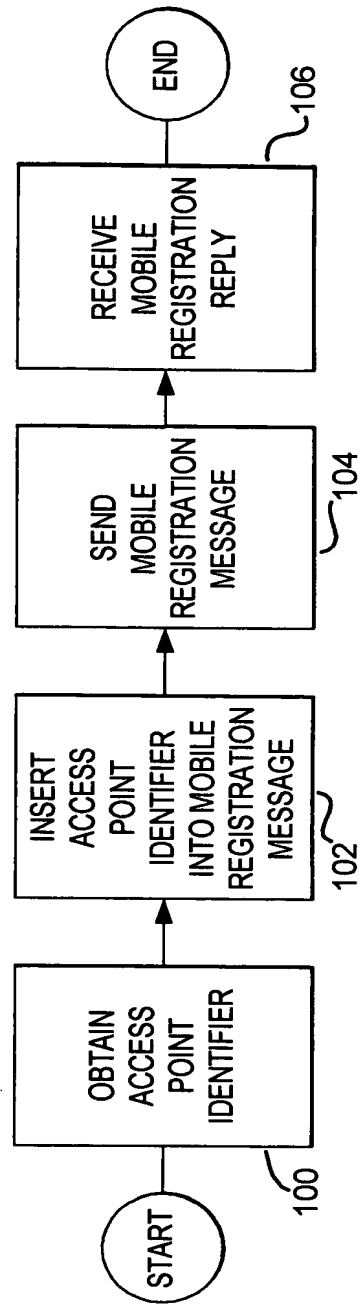 START
OBTAIN
ACCESS
POINT
IDENTIFIER
100
INSERT
ACCESS
POINT
IDENTIFIER
INTO MOBILE
REGISTRATION
MESSAGE
102
SEND
MOBILE
REGISTRATION
MESSAGE
104
RECEIVE
MOBILE
REGISTRATION
REPLY
106
END